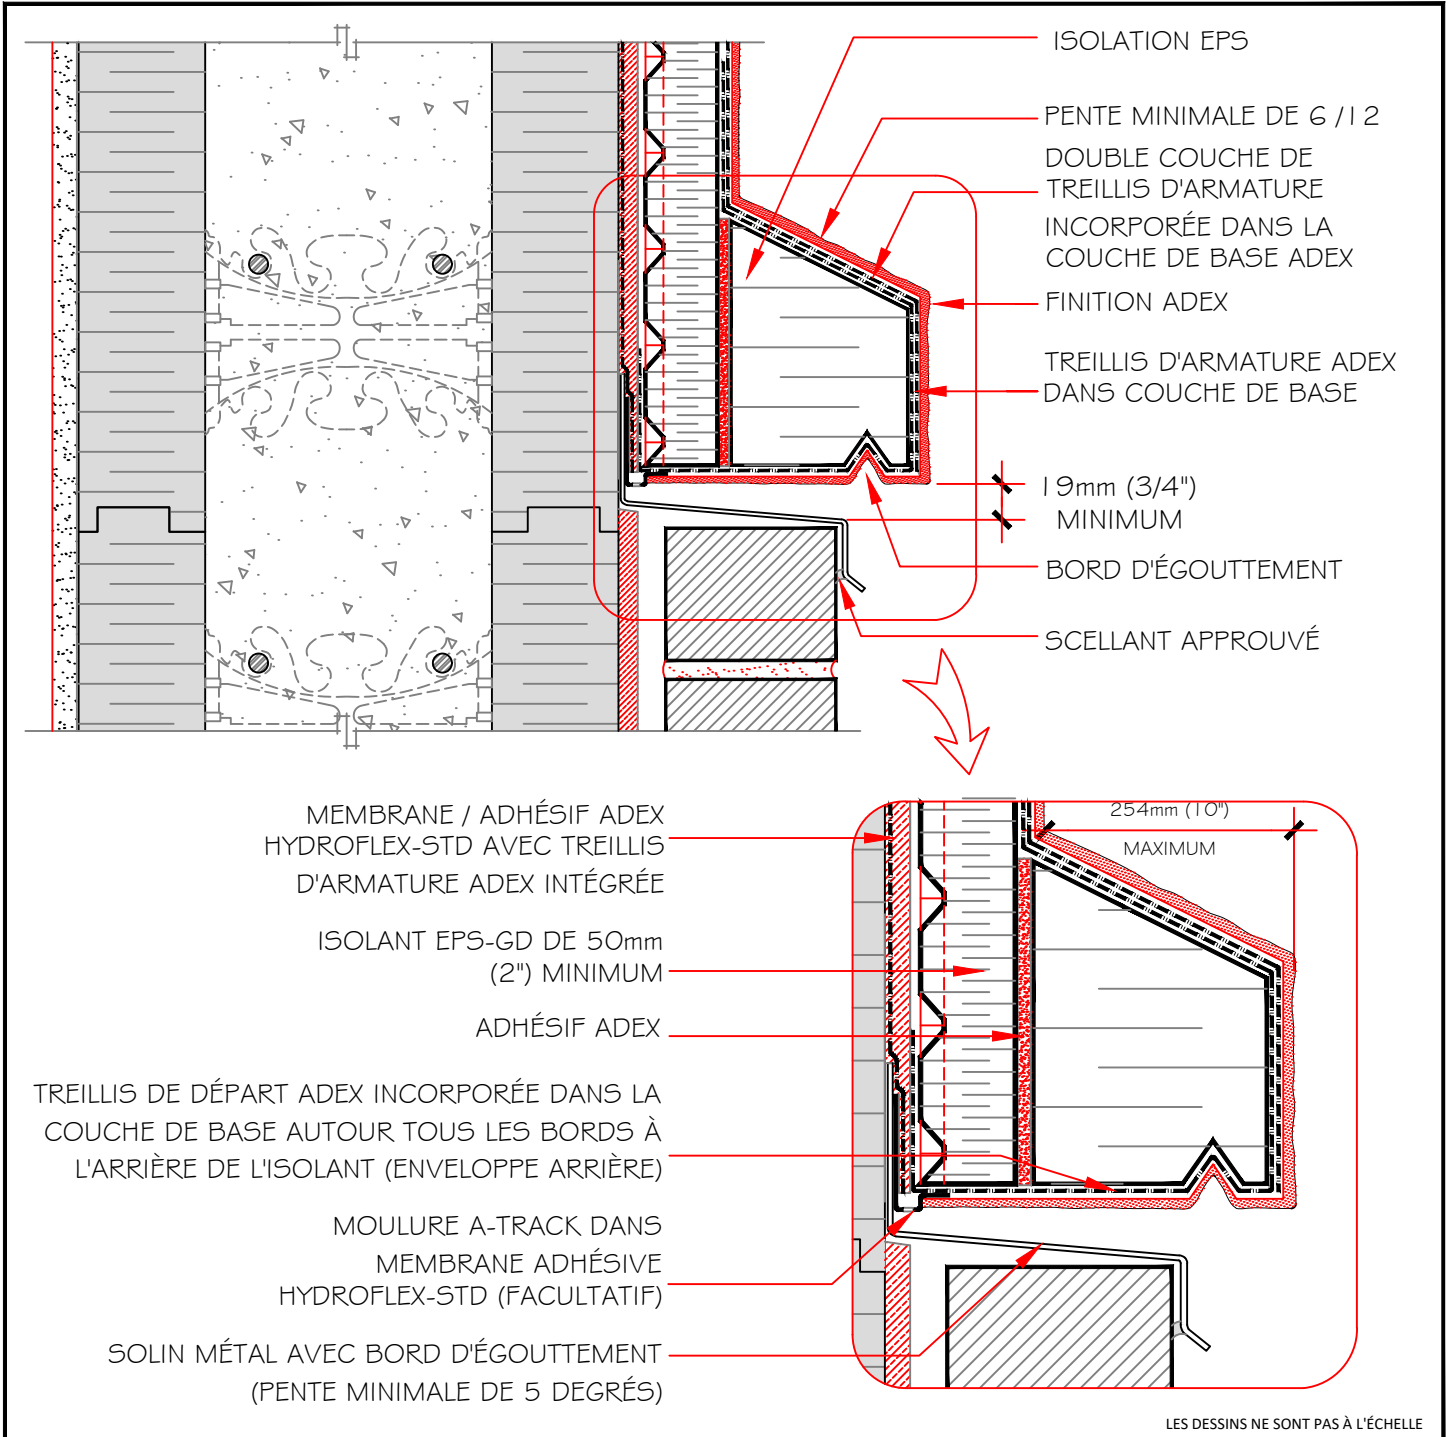 ISOLATION EPS
PENTE MINIMALE DE 6 /12
DOUBLE COUCHE DE
TREILLIS D'ARMATURE
INCORPORÉE DANS LA
COUCHE DE BASE ADEX
FINITION ADEX
TREILLIS D'ARMATURE ADEX
DANS COUCHE DE BASE
19mm (3/4")
MINIMUM
BORD D'ÉGOUTTEMENT
SCELLANT APPROUVÉ
MEMBRANE / ADHÉSIF ADEX
HYDROFLEX-STD AVEC TREILLIS
D'ARMATURE ADEX INTÉGRÉE
ISOLANT EPS-GD DE 50mm
(2") MINIMUM
ADHÉSIF ADEX
TREILLIS DE DÉPART ADEX INCORPORÉE DANS LA
COUCHE DE BASE AUTOUR TOUS LES BORDS À
L'ARRIÈRE DE L'ISOLANT (ENVELOPPE ARRIÈRE)
MOULURE A-TRACK DANS
MEMBRANE ADHÉSIVE
HYDROFLEX-STD (FACULTATIF)
SOLIN MÉTAL AVEC BORD D'ÉGOUTTEMENT
(PENTE MINIMALE DE 5 DEGRÉS)
254mm (10")
MAXIMUM
LES DESSINS NE SONT PAS À L'ÉCHELLE